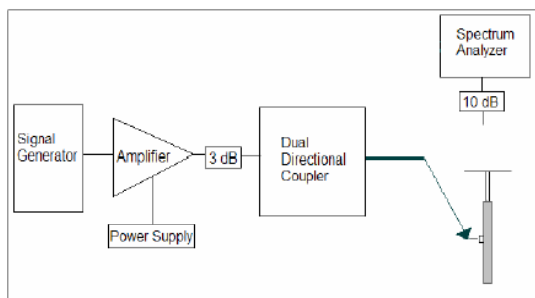 Spectrum
Analyzer
10 dB
Signal
Generator
Amplifier
3 dB
Dual
Directional
Coupler
Power Supply